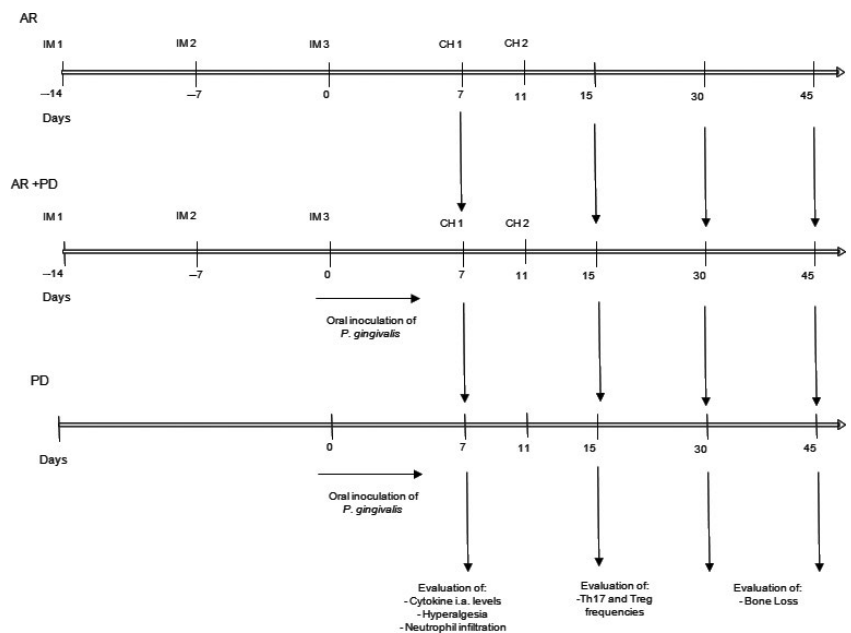 AR
IM 1 IM 2 IM 3 CH 1 CH 2
—14 —7 0 7 11 15 30 45
Days
AR +PD
IM 1 IM 2 IM 3 CH 1 CH 2
—14 —7 0 7 11 15 30 45
Days
Oral inoculation of
P. gingivalis
PD
0 7 11 15 30 45
Days
Oral inoculation of
P. gingivalis
Evaluation of:
- Cytokine i.a. levels
- Hyperalgesia
- Neutrophil infiltration
Evaluation of:
-Th17 and Treg
frequencies
Evaluation of:
- Bone Loss